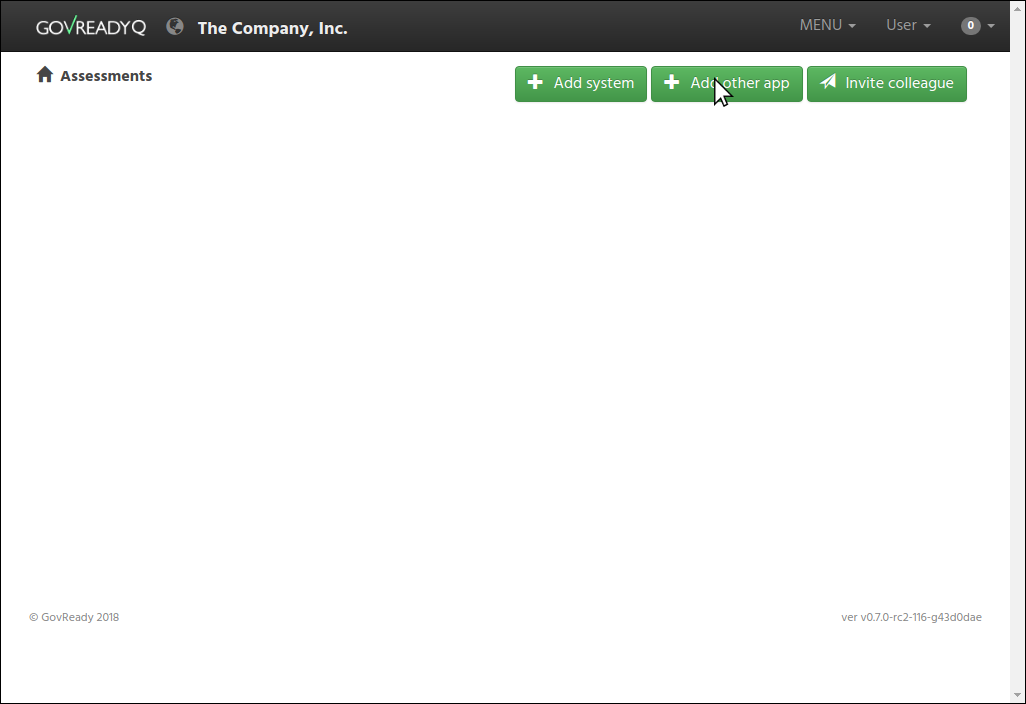 GOVREADYQ The Company, Inc. MENU User 0
Assessments Add system Add other app Invite colleague
© GovReady 2018 ver v0.7.0-rc2-116-g43d0dae